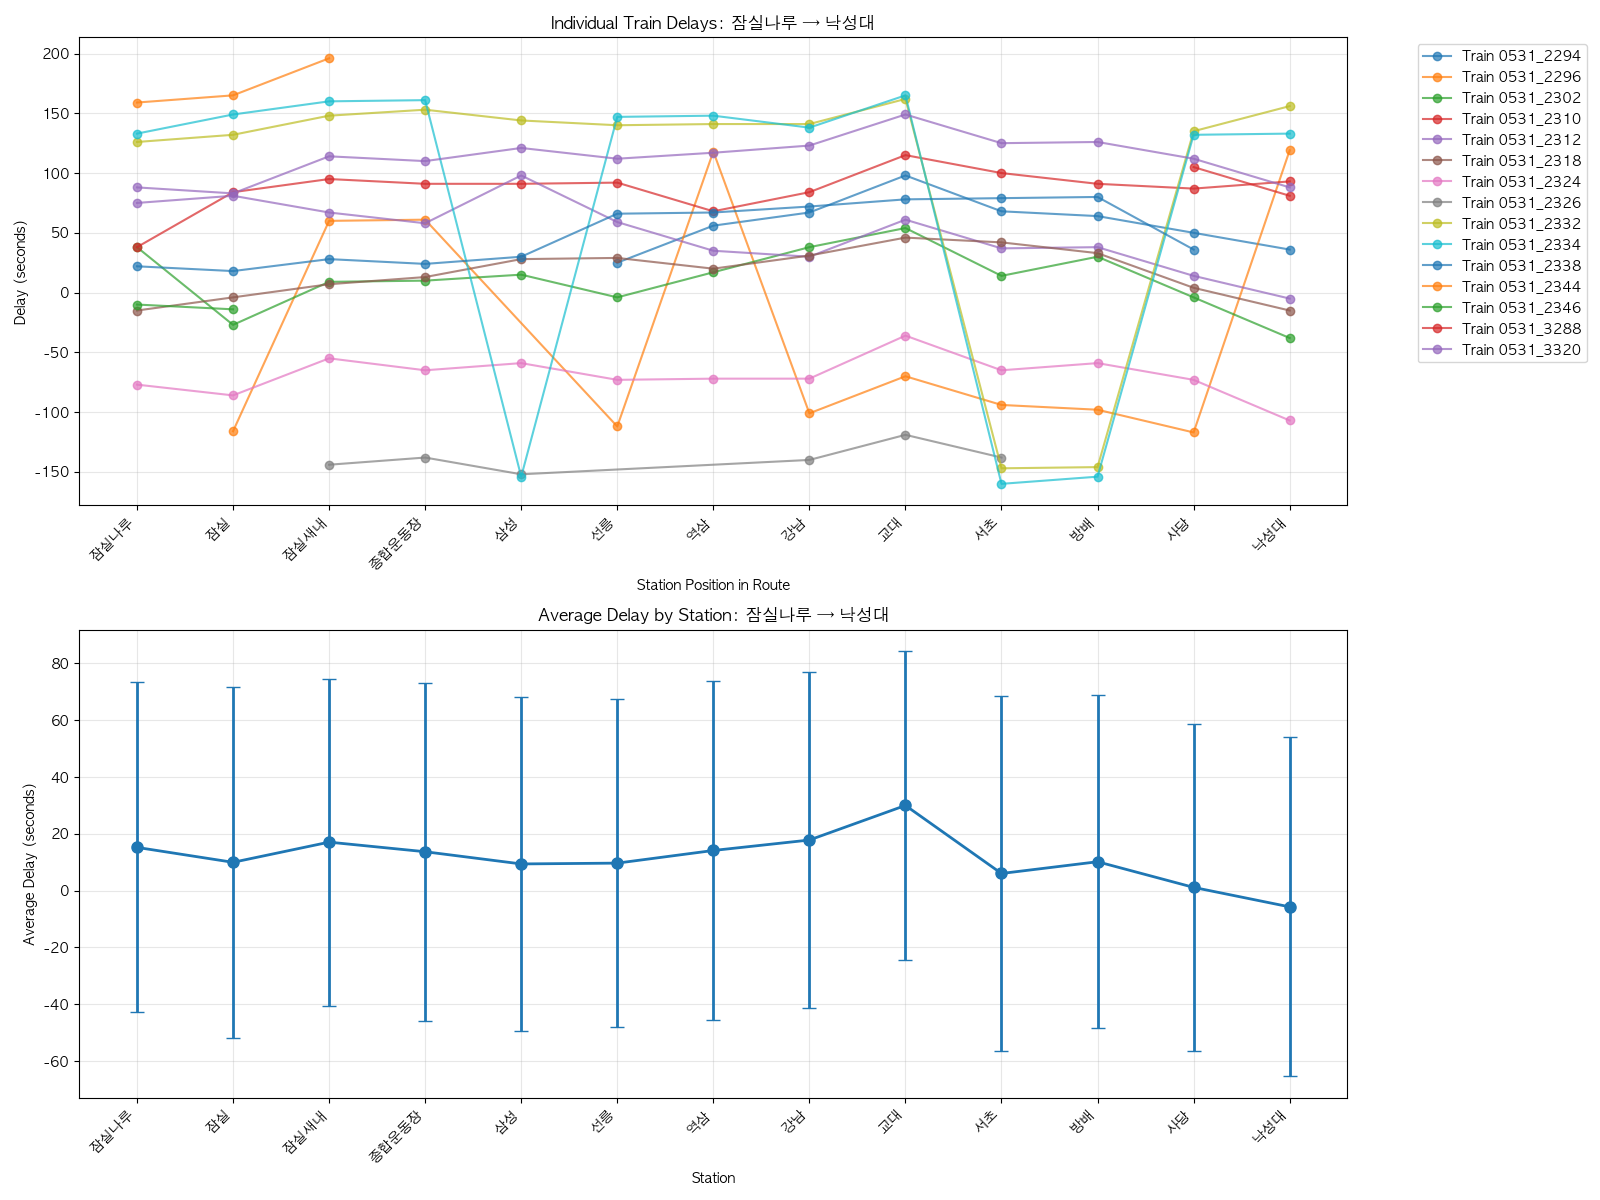 Individual Train Delays: 잠실나루 → 낙성대
Delay (seconds)
200
150
100
50
0
-50
-100
-150
잠실나루
잠실
잠실새내
종합운동장
삼성
선릉
역삼
강남
교대
서초
방배
사당
낙성대
Station Position in Route
Train 0531_2294
Train 0531_2296
Train 0531_2302
Train 0531_2310
Train 0531_2312
Train 0531_2318
Train 0531_2324
Train 0531_2326
Train 0531_2332
Train 0531_2334
Train 0531_2338
Train 0531_2344
Train 0531_2346
Train 0531_3288
Train 0531_3320
Average Delay by Station: 잠실나루 → 낙성대
Average Delay (seconds)
80
60
40
20
0
-20
-40
-60
잠실나루
잠실
잠실새내
종합운동장
삼성
선릉
역삼
강남
교대
서초
방배
사당
낙성대
Station